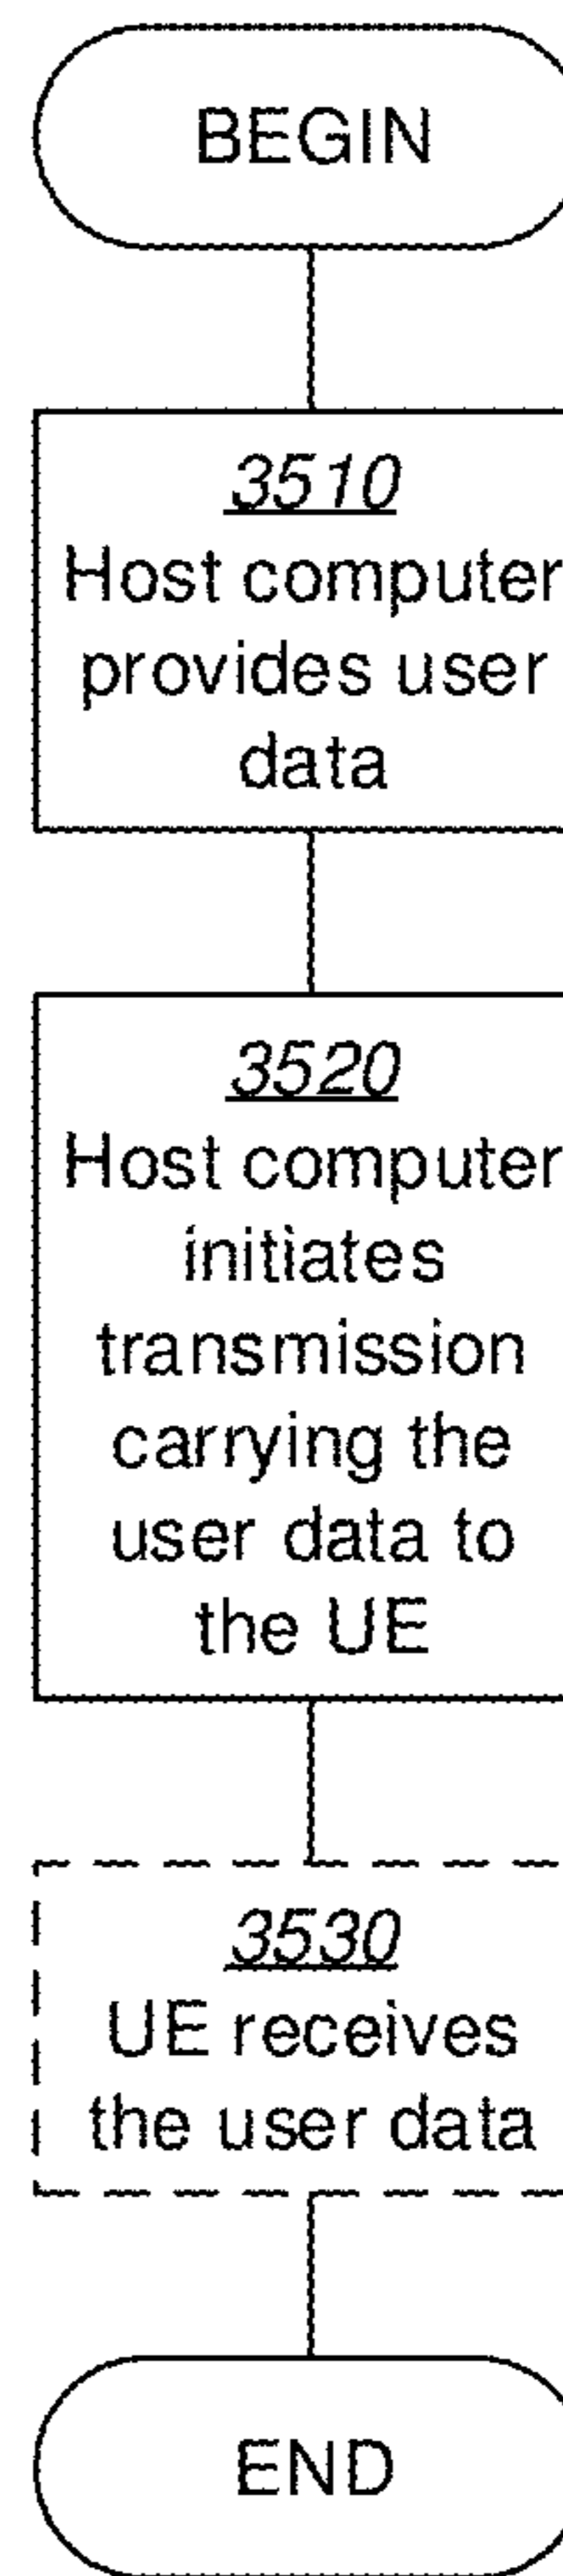 BEGIN
3510
Host computer
provides user
data
3520
Host computer
initiates
transmission
carrying the
user data to
the UE
3530
UE receives
the user data
END